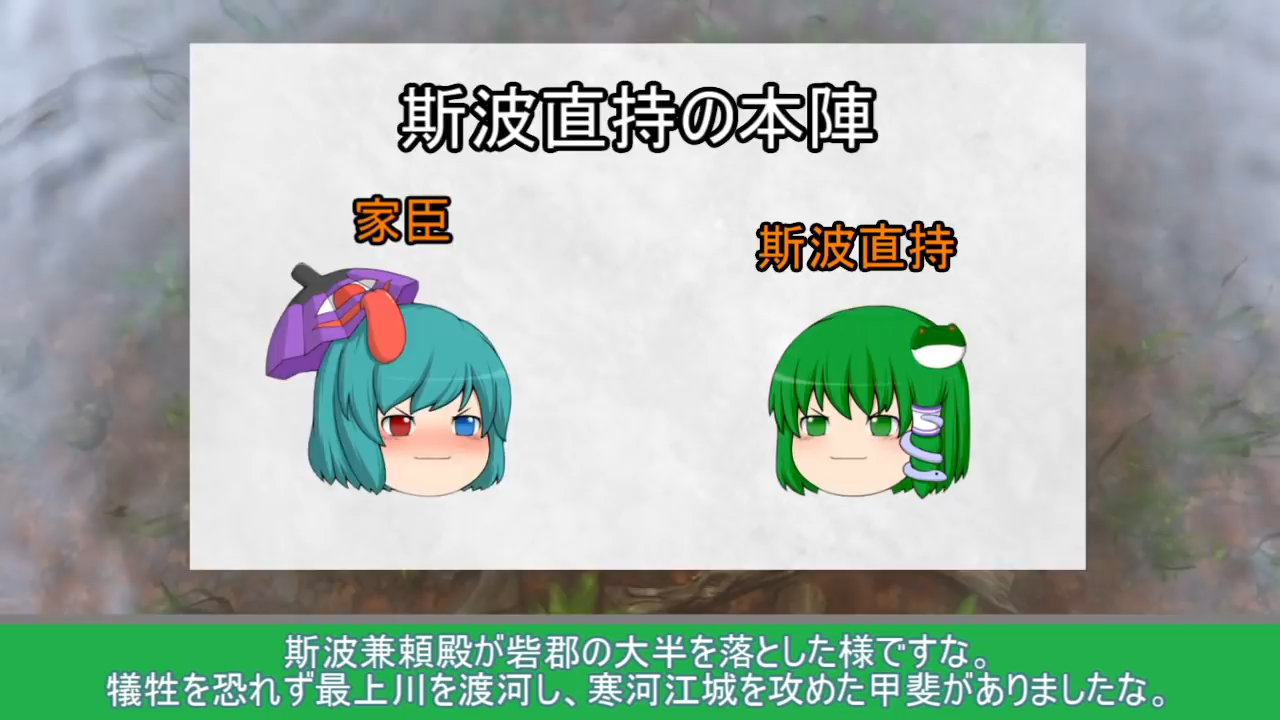 斯波直持の本陣
家臣
斯波直持
斯波兼頼殿が砦郡の大半を落とした様ですな。
犠牲を恐れず最上川を渡河し、寒河江城を攻めた甲斐がありましたな。